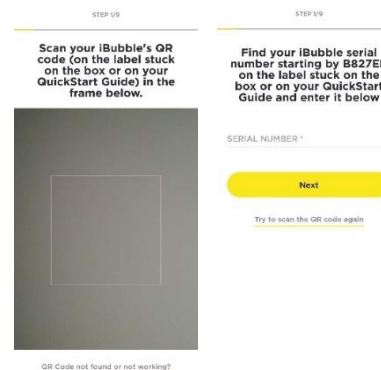 STEP 1/9
Scan your iBubble's QR
code (on the label stuck
on the box or on your
QuickStart Guide) in the
frame below.
QR Code not found or not working?
STEP 1/9
Find your iBubble serial
number starting by B827E
on the label stuck on the
box or on your QuickStart
Guide and enter it below
SERIAL NUMBER *
Next
Try to scan the QR code again